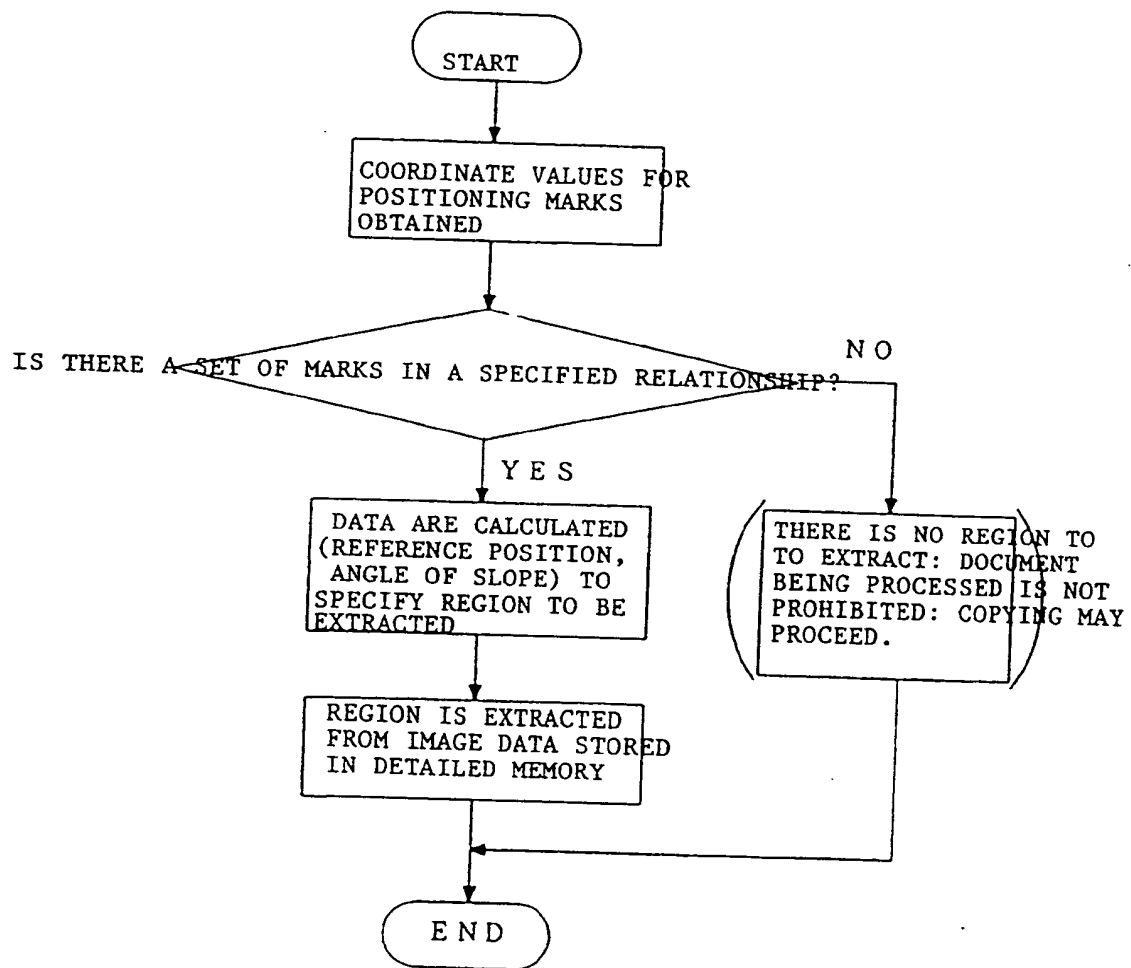 START
COORDINATE VALUES FOR
POSITIONING MARKS
OBTAINED
IS THERE A SET OF MARKS IN A SPECIFIED RELATIONSHIP?
NO
YES
DATA ARE CALCULATED
(REFERENCE POSITION,
ANGLE OF SLOPE) TO
SPECIFY REGION TO BE
EXTRACTED
THERE IS NO REGION TO
TO EXTRACT: DOCUMENT
BEING PROCESSED IS NOT
PROHIBITED: COPYING MAY
PROCEED.
REGION IS EXTRACTED
FROM IMAGE DATA STORED
IN DETAILED MEMORY
END